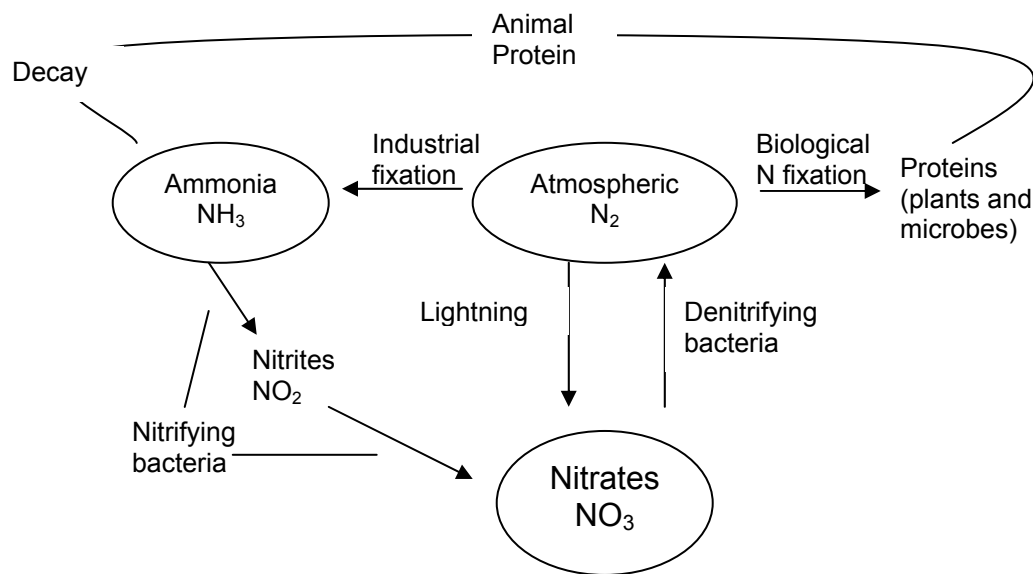 Animal
Protein
Decay
Industrial
fixation
Biological
N fixation
Ammonia
NH₃
Atmospheric
N₂
Proteins
(plants and
microbes)
Lightning
Denitrifying
bacteria
Nitrites
NO₂
Nitrifying
bacteria
Nitrates
NO₃